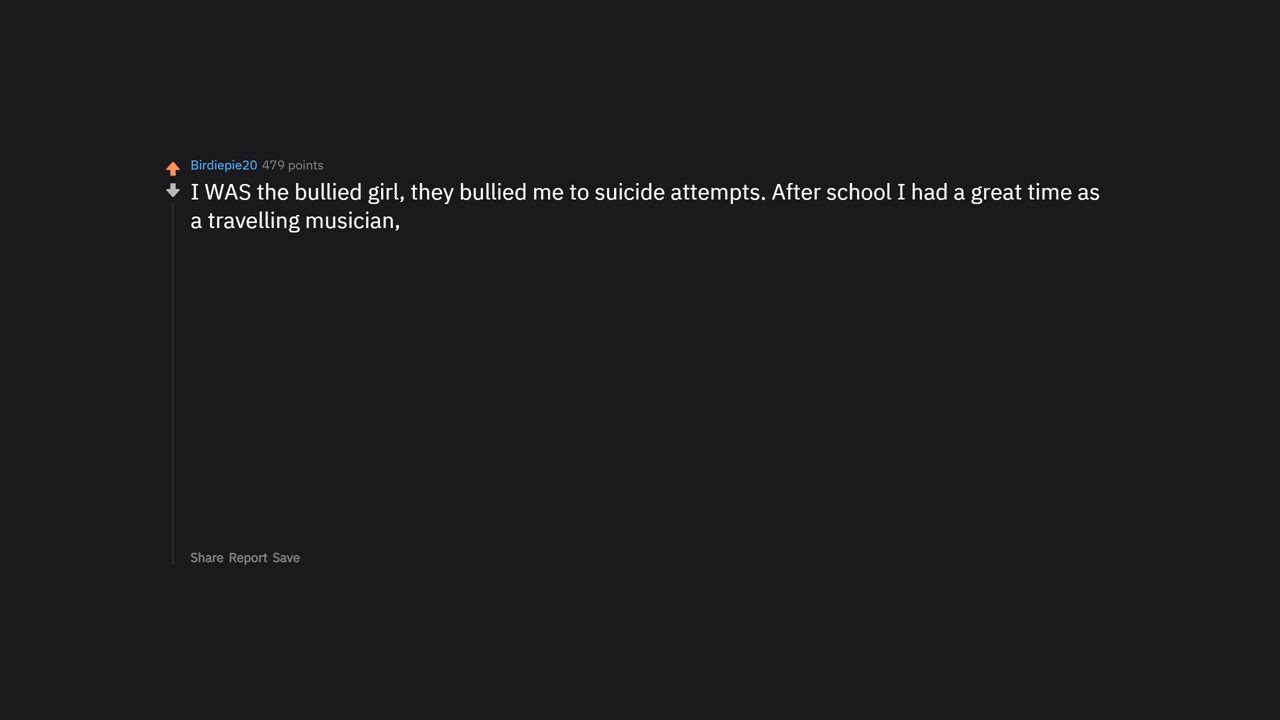 Birdiepie20 479 points
I WAS the bullied girl, they bullied me to suicide attempts. After school I had a great time as
a travelling musician,
Share Report Save